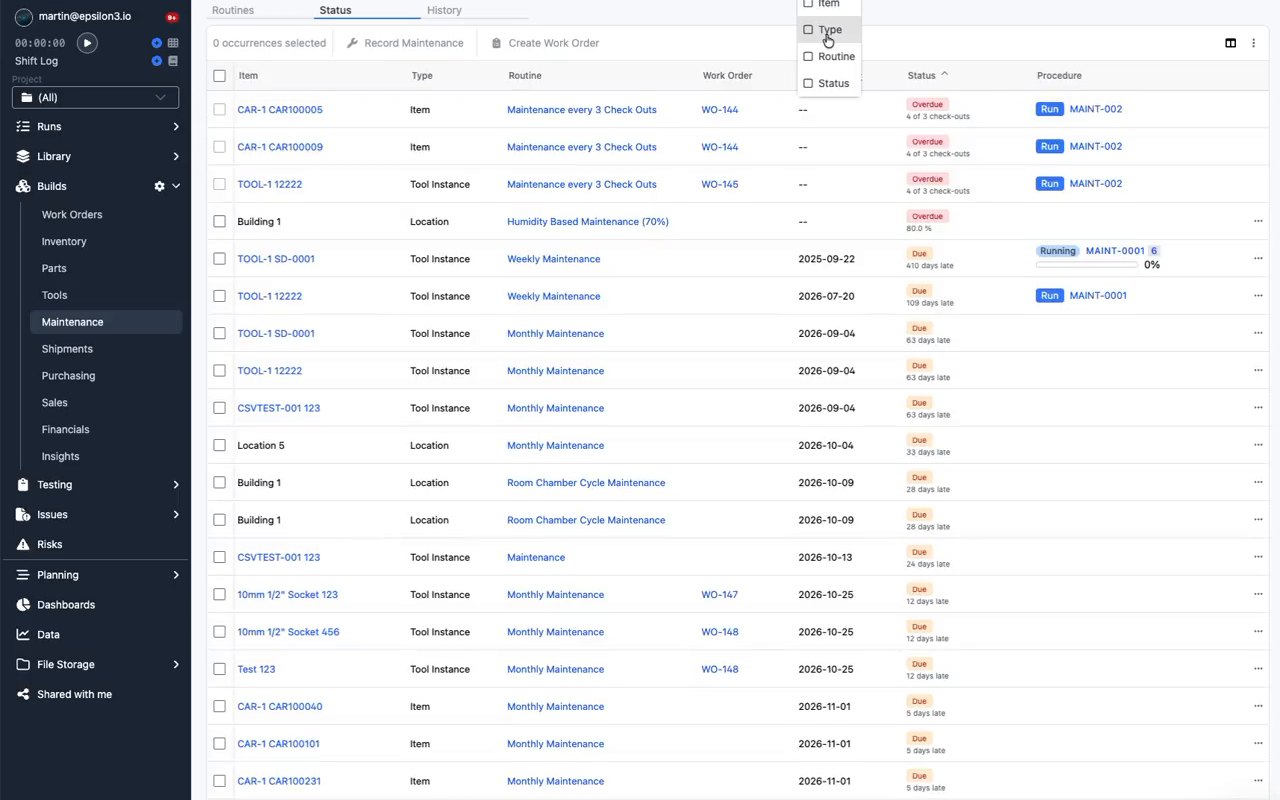 martin@epsilon3.io 9+
00:00:00
Shift Log
Project
(All)
Runs
Library
Builds
Work Orders
Inventory
Parts
Tools
Maintenance
Shipments
Purchasing
Sales
Financials
Insights
Testing
Issues
Risks
Planning
Dashboards
Data
File Storage
Shared with me
Routines Status History
Item
Type
Routine
Status
0 occurrences selected Record Maintenance Create Work Order
Item Type Routine Work Order Status Procedure
CAR-1 CAR100005 Item Maintenance every 3 Check Outs WO-144 -- Overdue Run MAINT-002
4 of 3 check-outs
CAR-1 CAR100009 Item Maintenance every 3 Check Outs WO-144 -- Overdue Run MAINT-002
4 of 3 check-outs
TOOL-1 12222 Tool Instance Maintenance every 3 Check Outs WO-145 -- Overdue Run MAINT-002
4 of 3 check-outs
Building 1 Location Humidity Based Maintenance (70%) -- Overdue
80.0 %
TOOL-1 SD-0001 Tool Instance Weekly Maintenance 2025-09-22 Due Running MAINT-0001 6
410 days late 0%
TOOL-1 12222 Tool Instance Weekly Maintenance 2026-07-20 Due Run MAINT-0001
109 days late
TOOL-1 SD-0001 Tool Instance Monthly Maintenance 2026-09-04 Due
63 days late
TOOL-1 12222 Tool Instance Monthly Maintenance 2026-09-04 Due
63 days late
CSVTEST-001 123 Tool Instance Monthly Maintenance 2026-09-04 Due
63 days late
Location 5 Location Monthly Maintenance 2026-10-04 Due
33 days late
Building 1 Location Room Chamber Cycle Maintenance 2026-10-09 Due
28 days late
Building 1 Location Room Chamber Cycle Maintenance 2026-10-09 Due
28 days late
CSVTEST-001 123 Tool Instance Maintenance 2026-10-13 Due
24 days late
10mm 1/2" Socket 123 Tool Instance Monthly Maintenance WO-147 2026-10-25 Due
12 days late
10mm 1/2" Socket 456 Tool Instance Monthly Maintenance WO-148 2026-10-25 Due
12 days late
Test 123 Tool Instance Monthly Maintenance WO-148 2026-10-25 Due
12 days late
CAR-1 CAR100040 Item Monthly Maintenance 2026-11-01 Due
5 days late
CAR-1 CAR100101 Item Monthly Maintenance 2026-11-01 Due
5 days late
CAR-1 CAR100231 Item Monthly Maintenance 2026-11-01 Due
5 days late